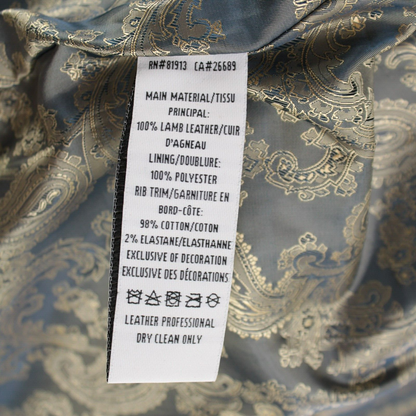 RN#81913 CA#26689
MAIN MATERIAL/TISSU
PRINCIPAL:
100% LAMB LEATHER/CUIR
D'AGNEAU
LINING/DOUBLURE:
100% POLYESTER
RIB TRIM/GARNITURE EN
BORD-CÔTE:
98% COTTON/COTON
2% ELASTANE/ELASTHANNE
EXCLUSIVE OF DECORATION
EXCLUSIVE DES DÉCORATIONS
LEATHER PROFESSIONAL
DRY CLEAN ONLY